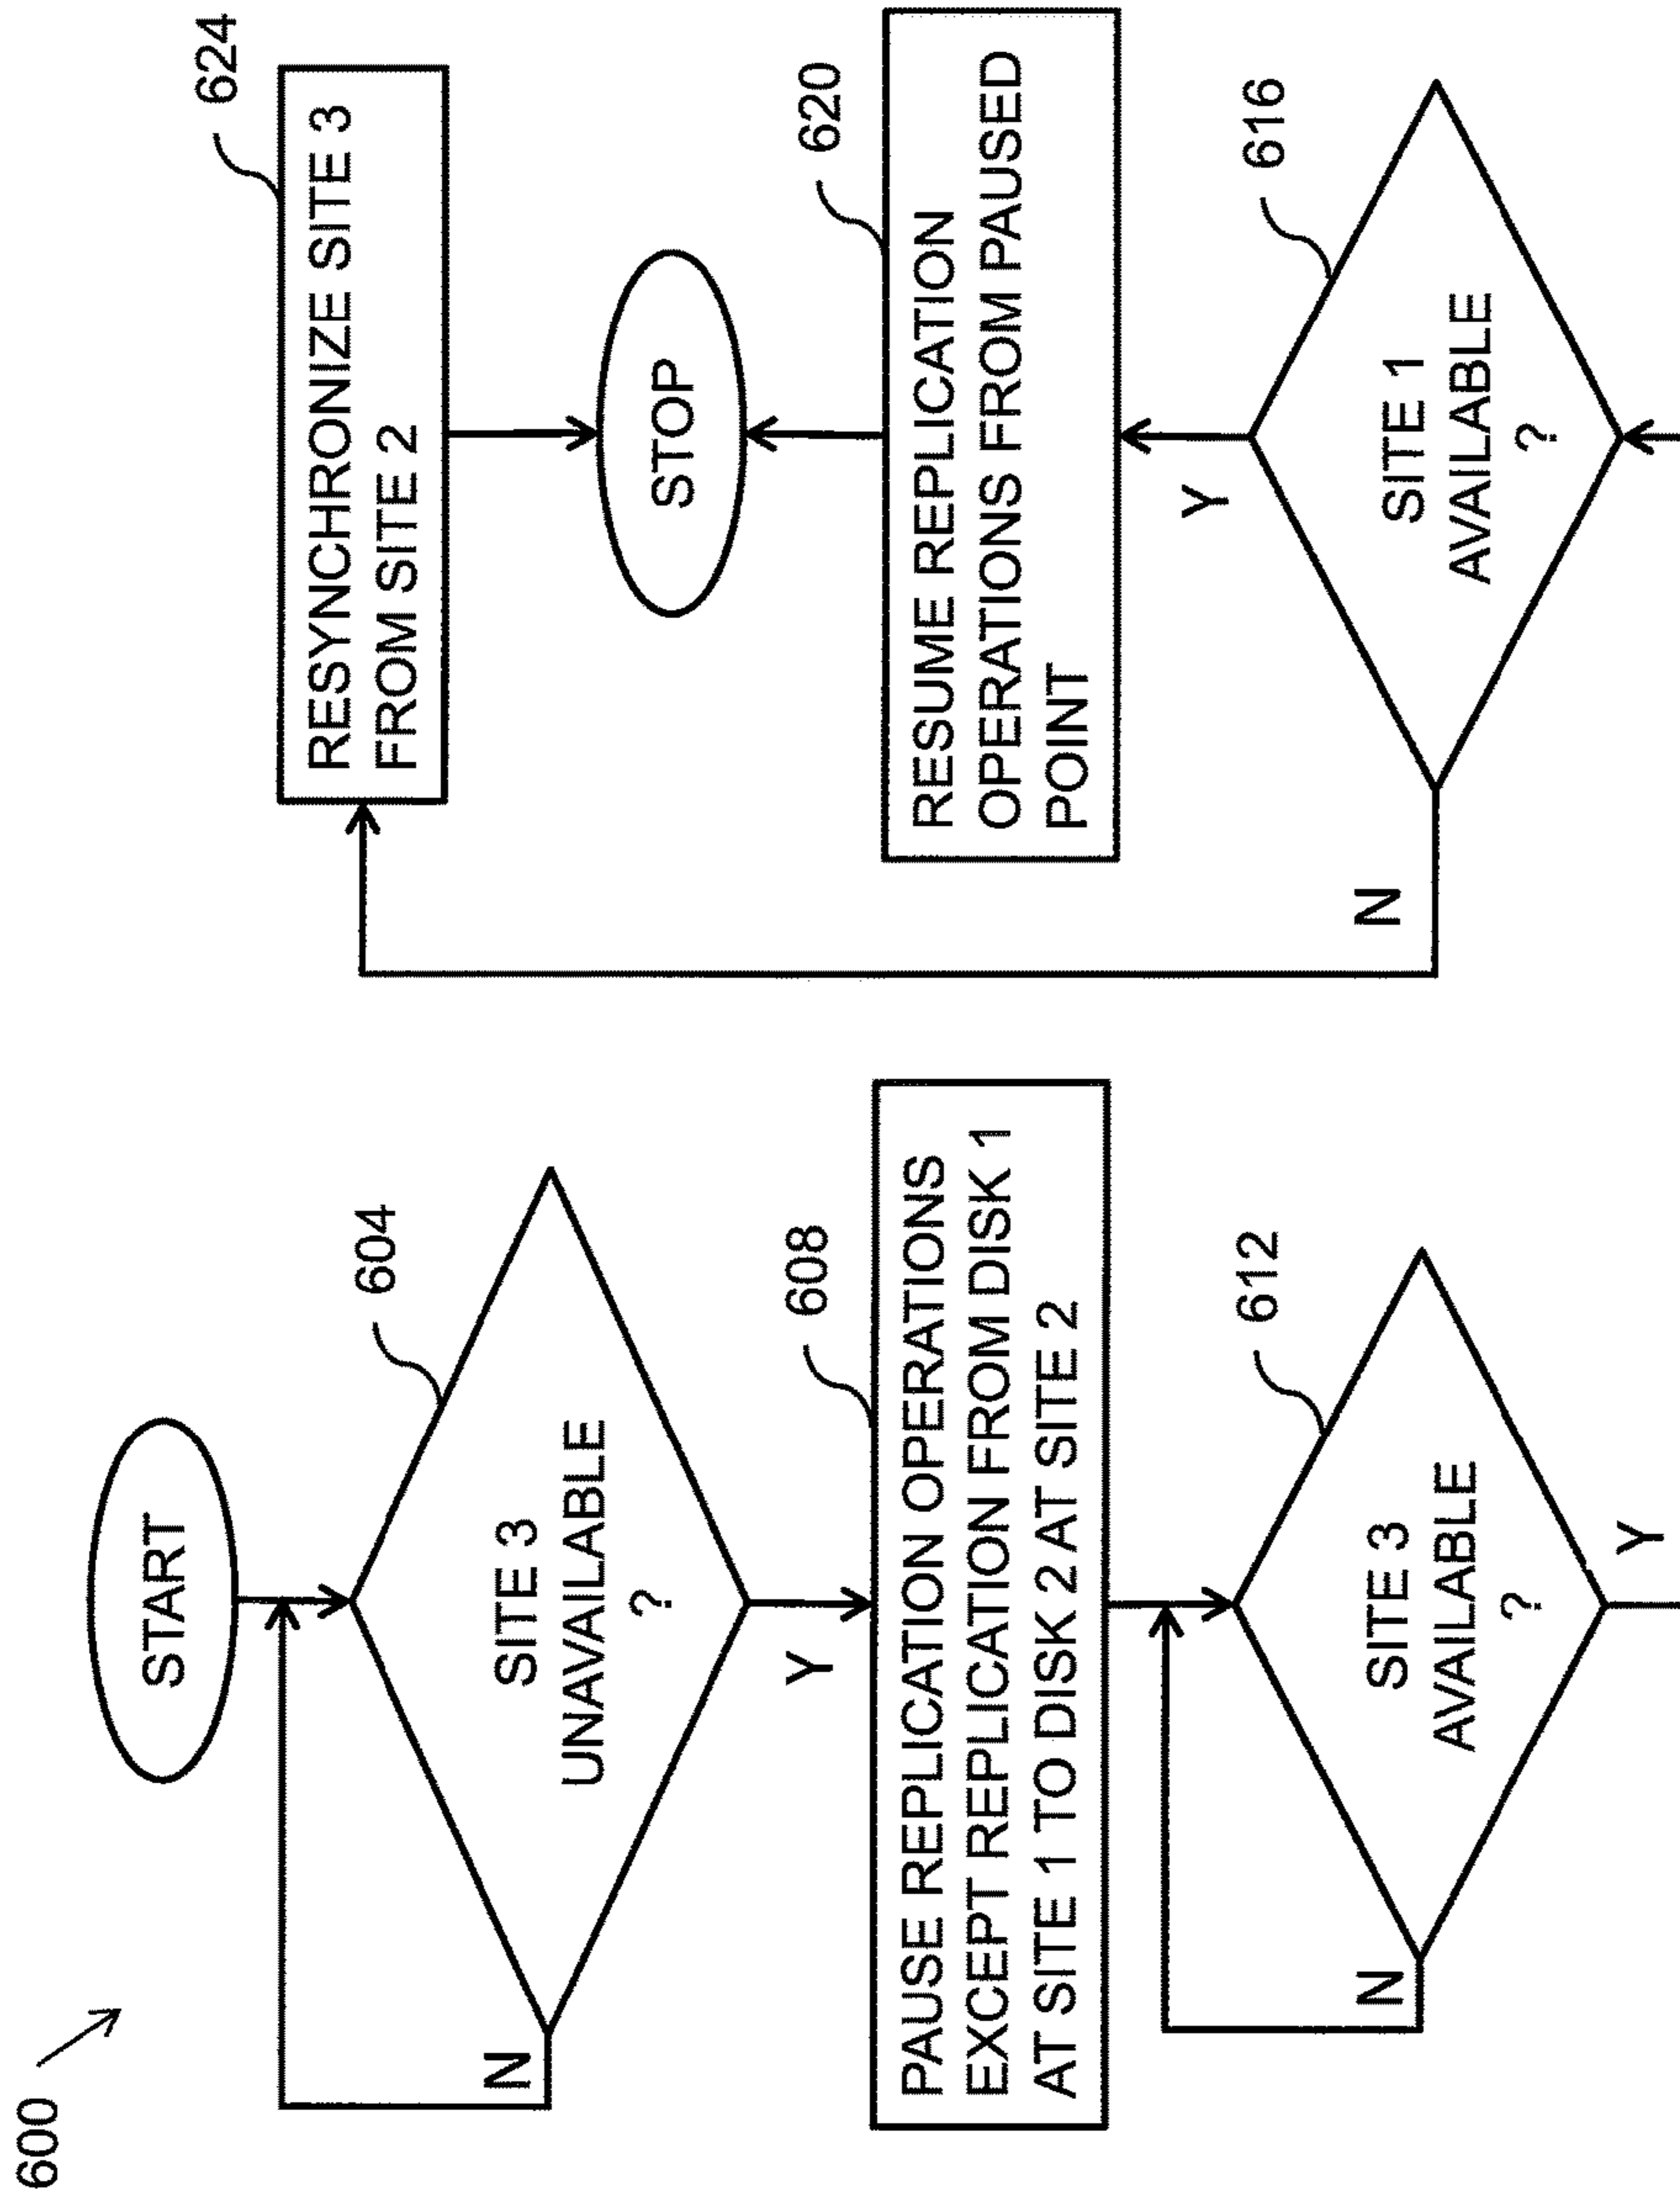 600
START
604
SITE 3
UNAVAILABLE
?
N
Y
608
PAUSE REPLICATION OPERATIONS
EXCEPT REPLICATION FROM DISK 1
AT SITE 1 TO DISK 2 AT SITE 2
612
SITE 3
AVAILABLE
?
N
Y
624
RESYNCHRONIZE SITE 3
FROM SITE 2
STOP
620
RESUME REPLICATION
OPERATIONS FROM PAUSED
POINT
Y
616
SITE 1
AVAILABLE
?
N